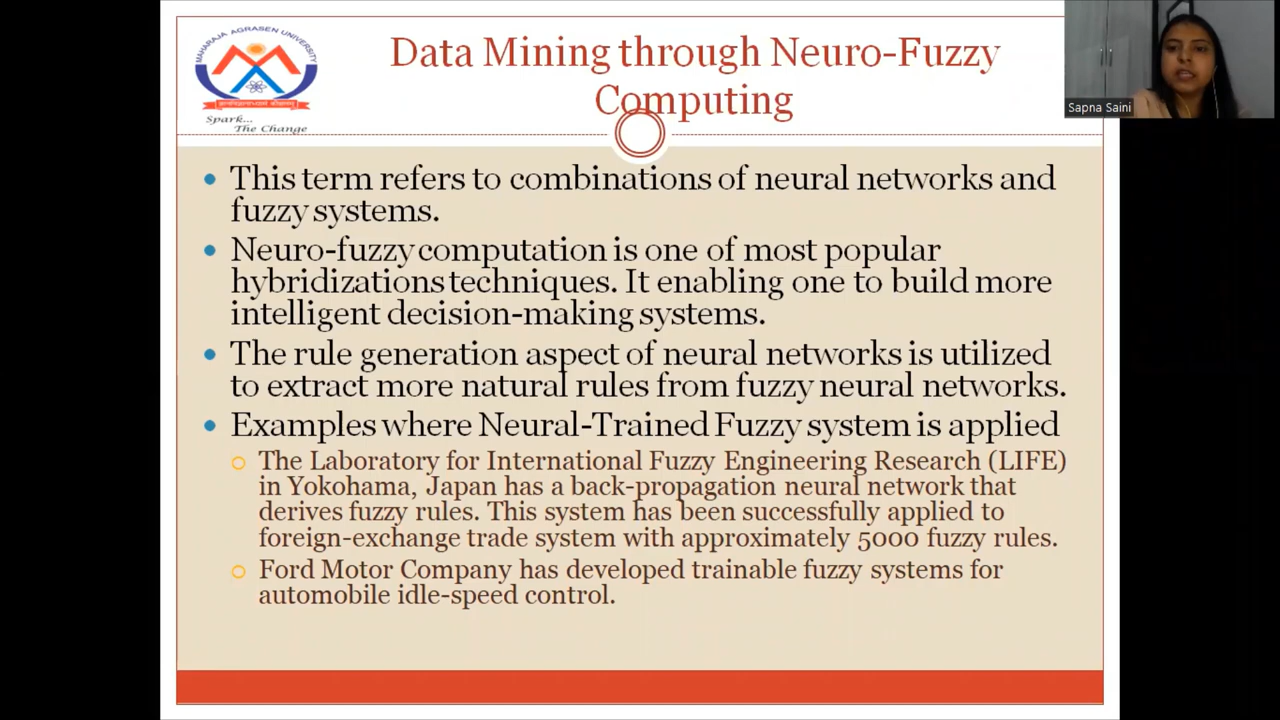 MAHARAJA AGRASEN UNIVERSITY
Spark...
The Change
Data Mining through Neuro-Fuzzy
Computing
Sapna Saini
This term refers to combinations of neural networks and
fuzzy systems.
Neuro-fuzzy computation is one of most popular
hybridizations techniques. It enabling one to build more
intelligent decision-making systems.
The rule generation aspect of neural networks is utilized
to extract more natural rules from fuzzy neural networks.
Examples where Neural-Trained Fuzzy system is applied
The Laboratory for International Fuzzy Engineering Research (LIFE)
in Yokohama, Japan has a back-propagation neural network that
derives fuzzy rules. This system has been successfully applied to
foreign-exchange trade system with approximately 5000 fuzzy rules.
Ford Motor Company has developed trainable fuzzy systems for
automobile idle-speed control.